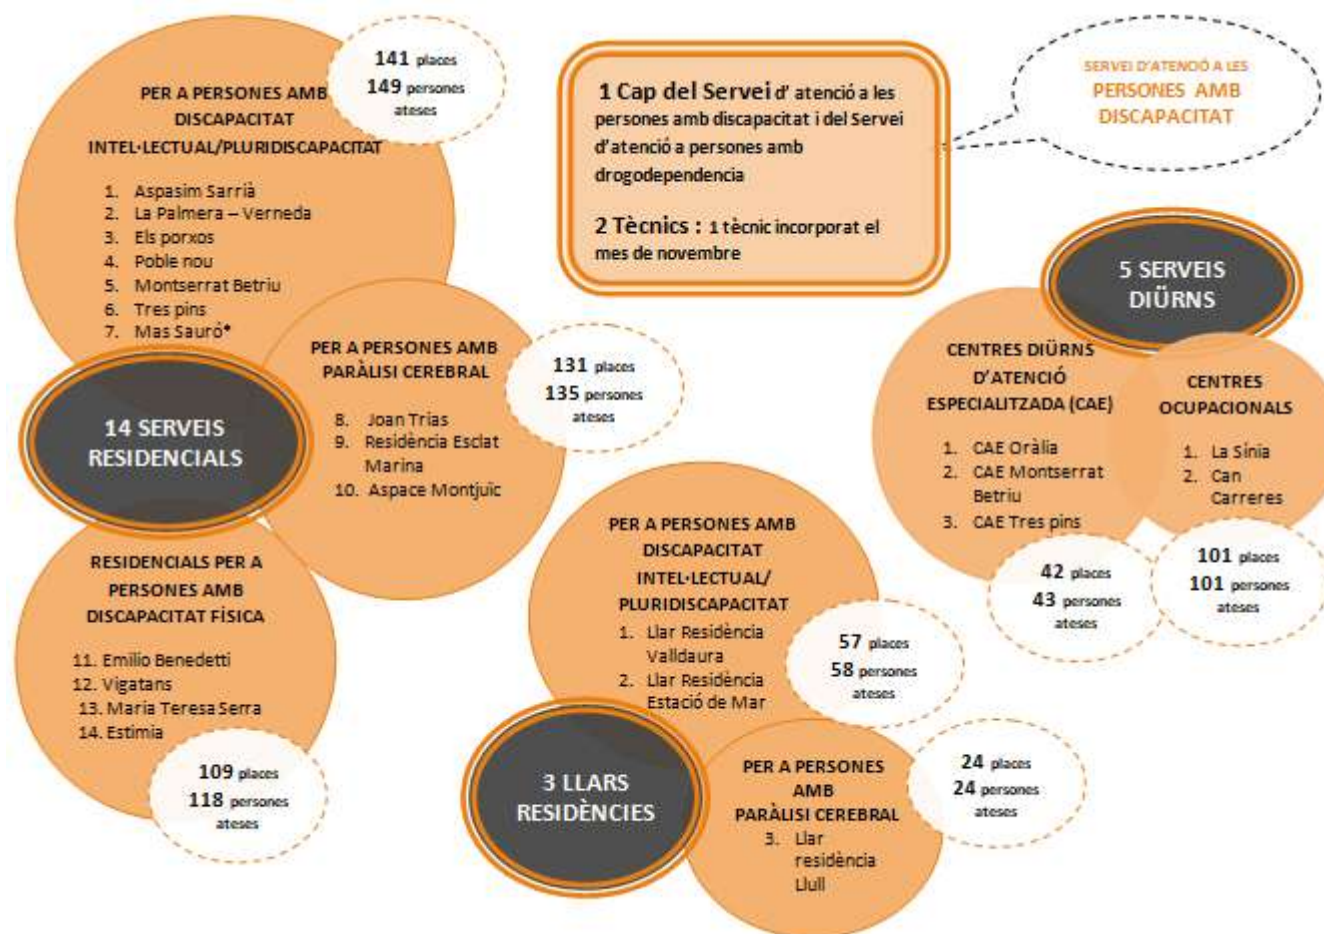 141 places
149 persones
ateses
PER A PERSONES AMB
DISCAPACITAT
INTEL·LECTUAL/PLURIDISCAPACITAT
1. Aspasim Sarrià
2. La Palmera – Verneda
3. Els porxos
4. Poble nou
5. Montserrat Betriu
6. Tres pins
7. Mas Sauró*
1 Cap del Servei d' atenció a les
persones amb discapacitat i del Servei
d'atenció a persones amb
drogodependencia
2 Tècnics : 1 tècnic incorporat el
mes de novembre
SERVEI D'ATENCIÓ A LES
PERSONES AMB
DISCAPACITAT
14 SERVEIS
RESIDENCIALS
PER A PERSONES AMB
PARÀLISI CEREBRAL
8. Joan Trias
9. Residència Esclat
Marina
10. Aspace Montjuïc
131 places
135 persones
ateses
RESIDENCIALS PER A
PERSONES AMB
DISCAPACITAT FÍSICA
11. Emilio Benedetti
12. Vigatans
13. Maria Teresa Serra
14. Estimia
109 places
118 persones
ateses
5 SERVEIS
DIÜRNS
CENTRES DIÜRNS
D'ATENCIÓ
ESPECIALITZADA (CAE)
1. CAE Oràlia
2. CAE Montserrat
Betriu
3. CAE Tres pins
42 places
43 persones
ateses
CENTRES
OCUPACIONALS
1. La Sínia
2. Can
Carreres
101 places
101 persones
ateses
PER A PERSONES AMB
DISCAPACITAT
INTEL·LECTUAL/
PLURIDISCAPACITAT
1. Llar Residència
Valldaura
2. Llar Residència
Estació de Mar
57 places
58 persones
ateses
3 LLARS
RESIDÈNCIES
PER A PERSONES
AMB
PARÀLISI CEREBRAL
3. Llar
residència
Llull
24 places
24 persones
ateses